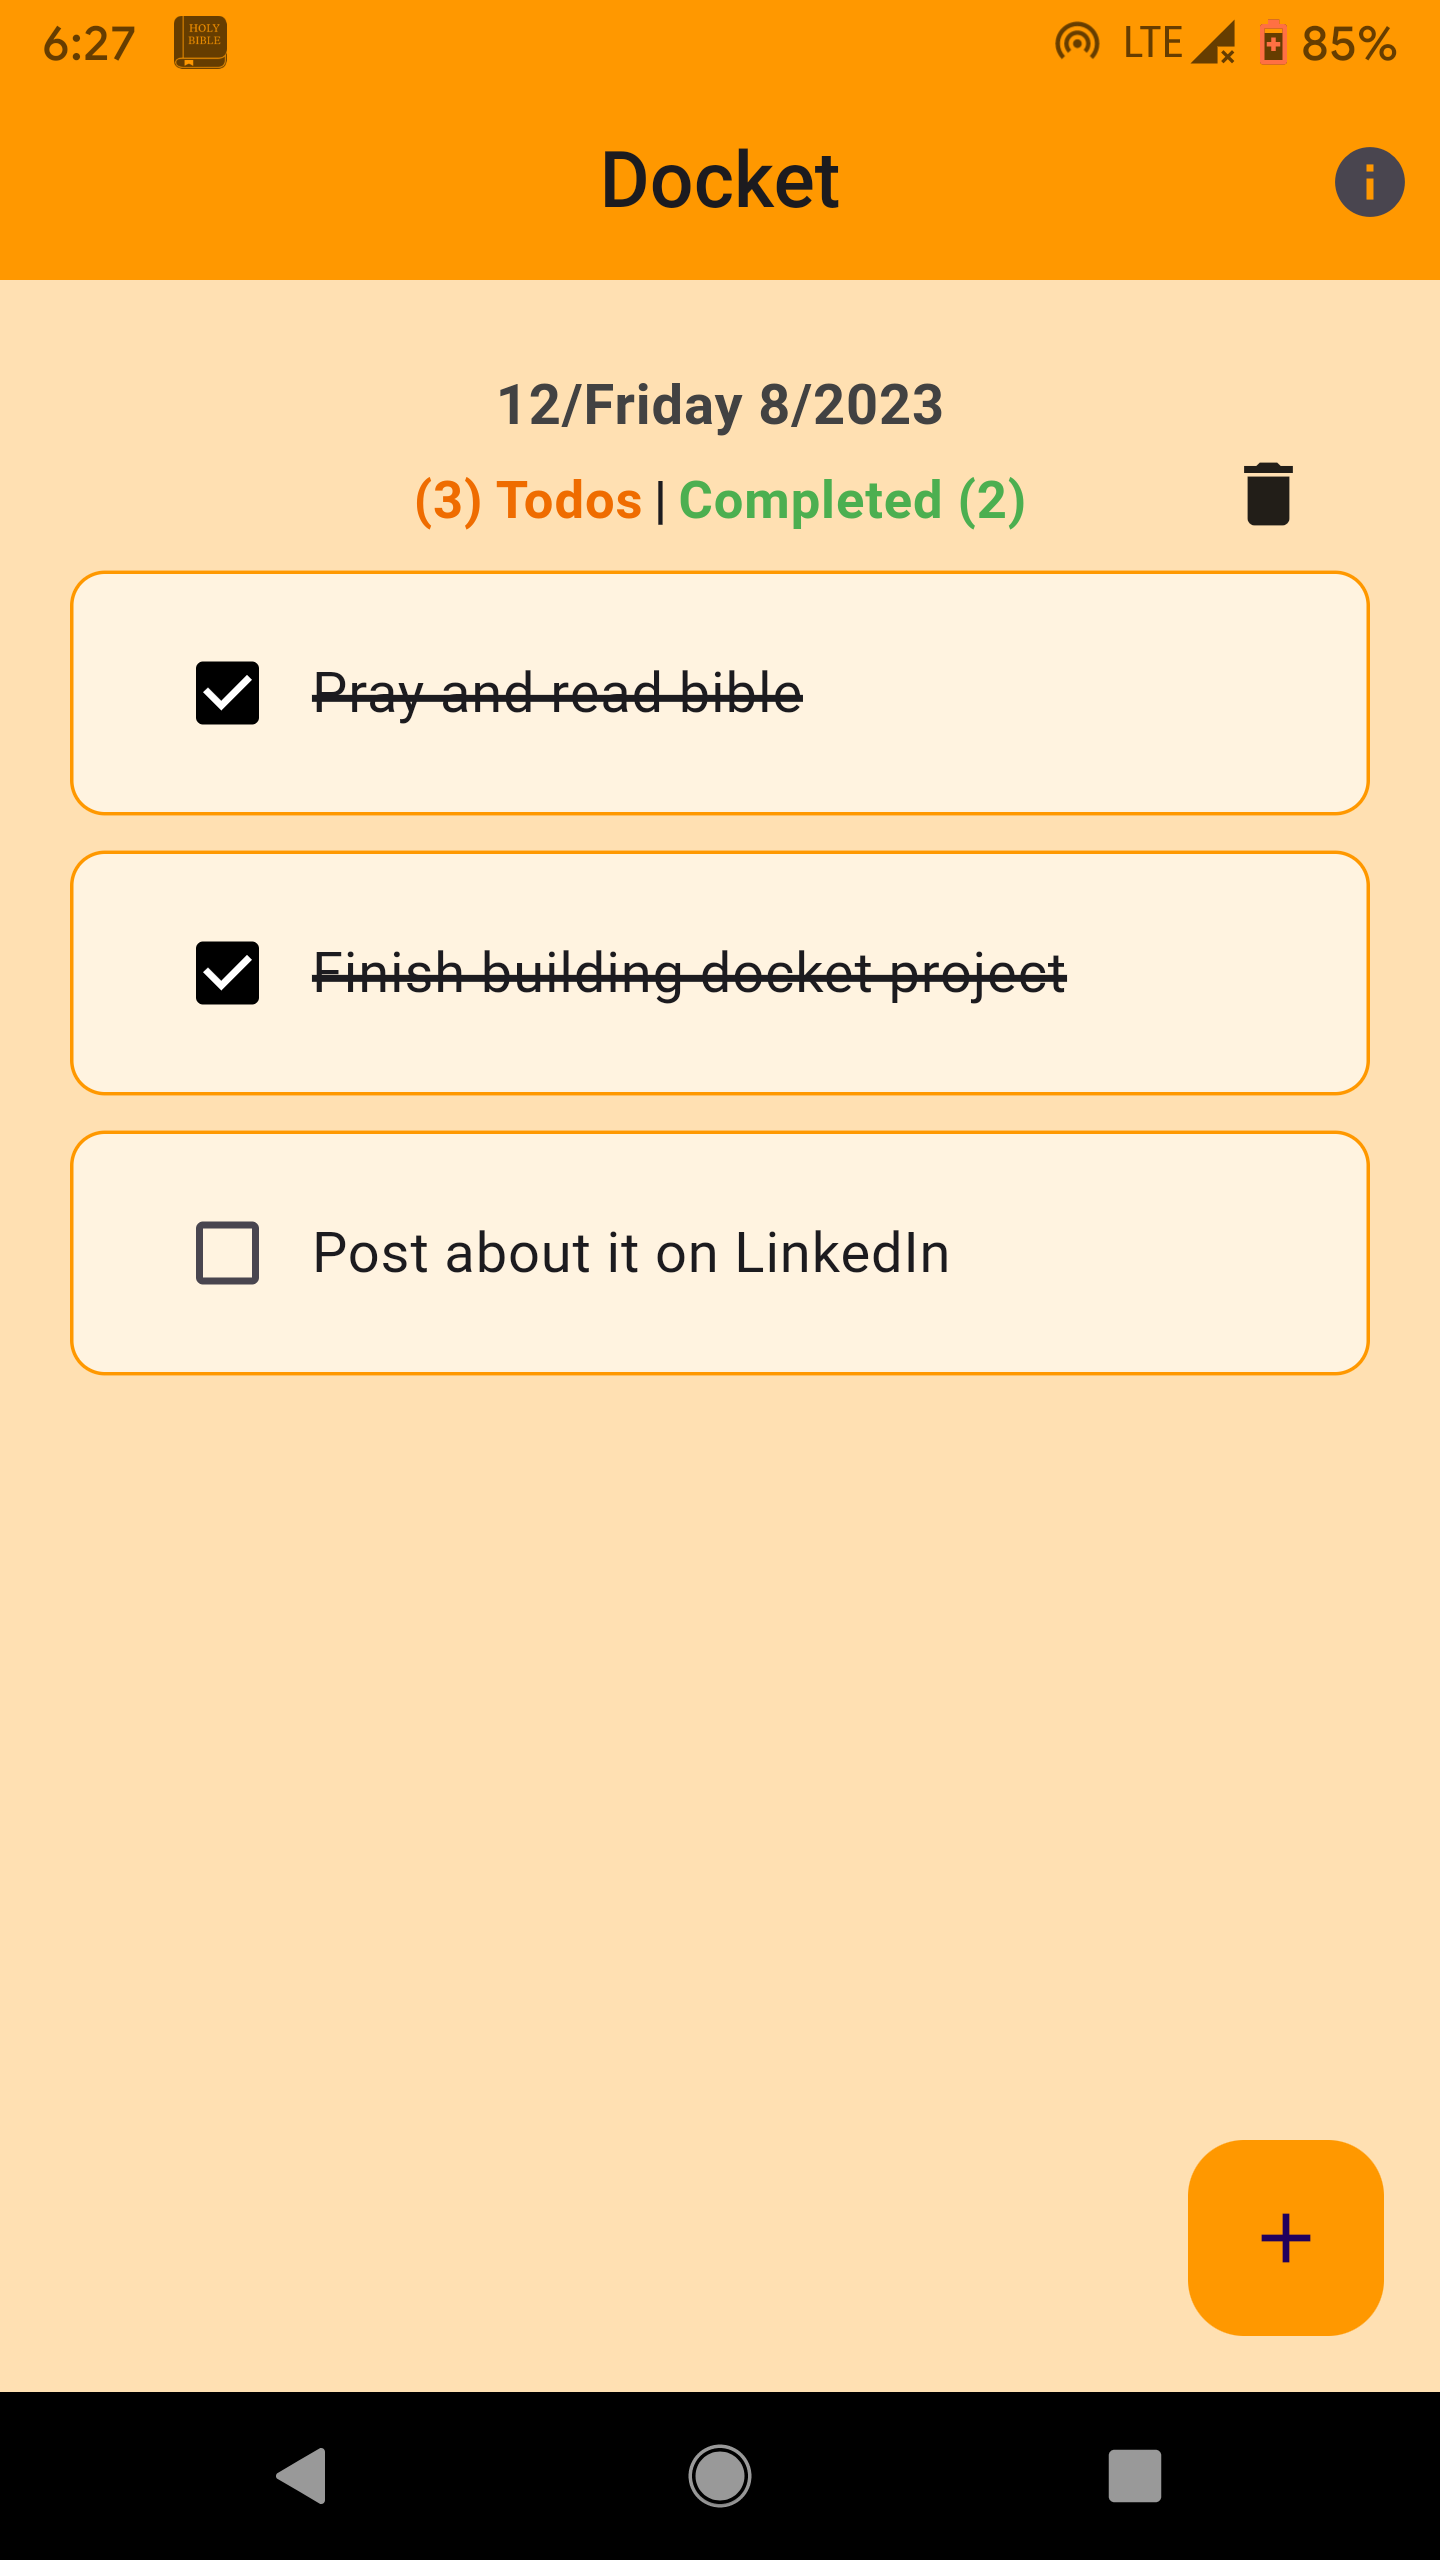 6:27 HOLY BIBLE LTE 85%
Docket
12/Friday 8/2023
(3) Todos | Completed (2)
Pray and read bible
Finish building docket project
Post about it on LinkedIn